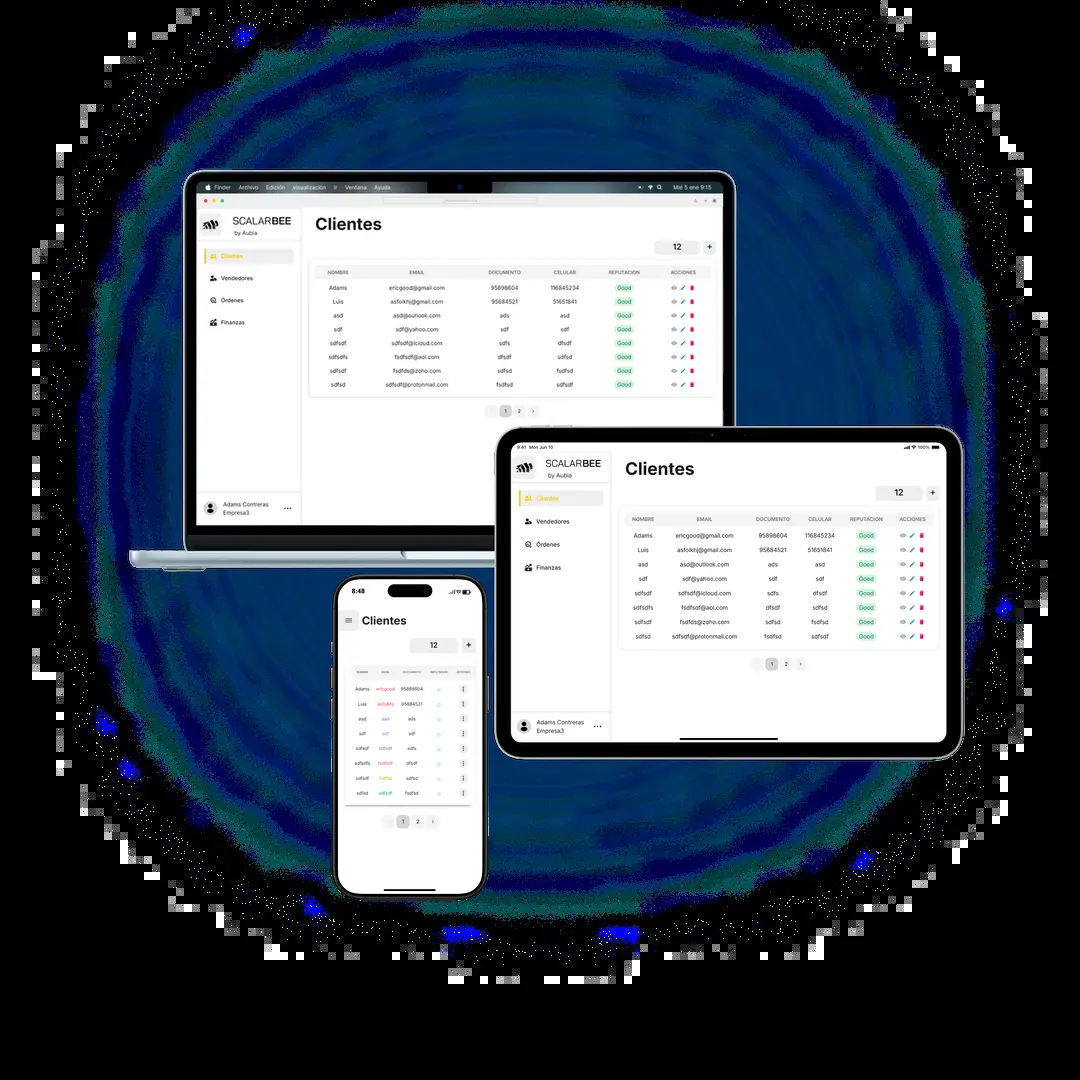 Finder Archivo Edición visualización Ir Ventana Ayuda Mié 5 ene 9:15
SCALARBEE
by Aubia
Clientes
Vendedores
Órdenes
Finanzas
Adams Contreras
Empresa3
Clientes
12 +
NOMBRE EMAIL DOCUMENTO CELULAR REPUTACION ACCIONES
Adams ericgood@gmail.com 95898604 116845234 Good
Luis asfoikhj@gmail.com 95684521 51651841 Good
asd asd@outlook.com ads asd Good
sdf sdf@yahoo.com sdf sdf Good
sdfsdf sdfsdf@icloud.com sdfs dfsdf Good
sdfsdfs fsdfsdf@aol.com dfsdf sdfsd Good
sdfsdf fsdfds@zoho.com sdfsd fsdfsd Good
sdfsd sdfsdf@protonmail.com fsdfsd sdfsdf Good
1 2 ›
9:41 Mon Jun 10 100%
SCALARBEE
by Aubia
Clientes
Vendedores
Órdenes
Finanzas
Adams Contreras
Empresa3
Clientes
12 +
NOMBRE EMAIL DOCUMENTO CELULAR REPUTACION ACCIONES
Adams ericgood@gmail.com 95898604 116845234 Good
Luis asfoikhj@gmail.com 95684521 51651841 Good
asd asd@outlook.com ads asd Good
sdf sdf@yahoo.com sdf sdf Good
sdfsdf sdfsdf@icloud.com sdfs dfsdf Good
sdfsdfs fsdfsdf@aol.com dfsdf sdfsd Good
sdfsdf fsdfds@zoho.com sdfsd fsdfsd Good
sdfsd sdfsdf@protonmail.com fsdfsd sdfsdf Good
1 2 ›
8:48
Clientes
12 +
NOMBRE EMAIL DOCUMENTO
Adams ericgood 95898604
Luis asfoikhj 95684521
asd asd ads
sdf sdf sdf
sdfsdf sdfsdf sdfs
sdfsdfs fsdfsdf dfsdf
sdfsdf sdfsd
sdfsd sdfsdf fsdfsd
1 2 ›